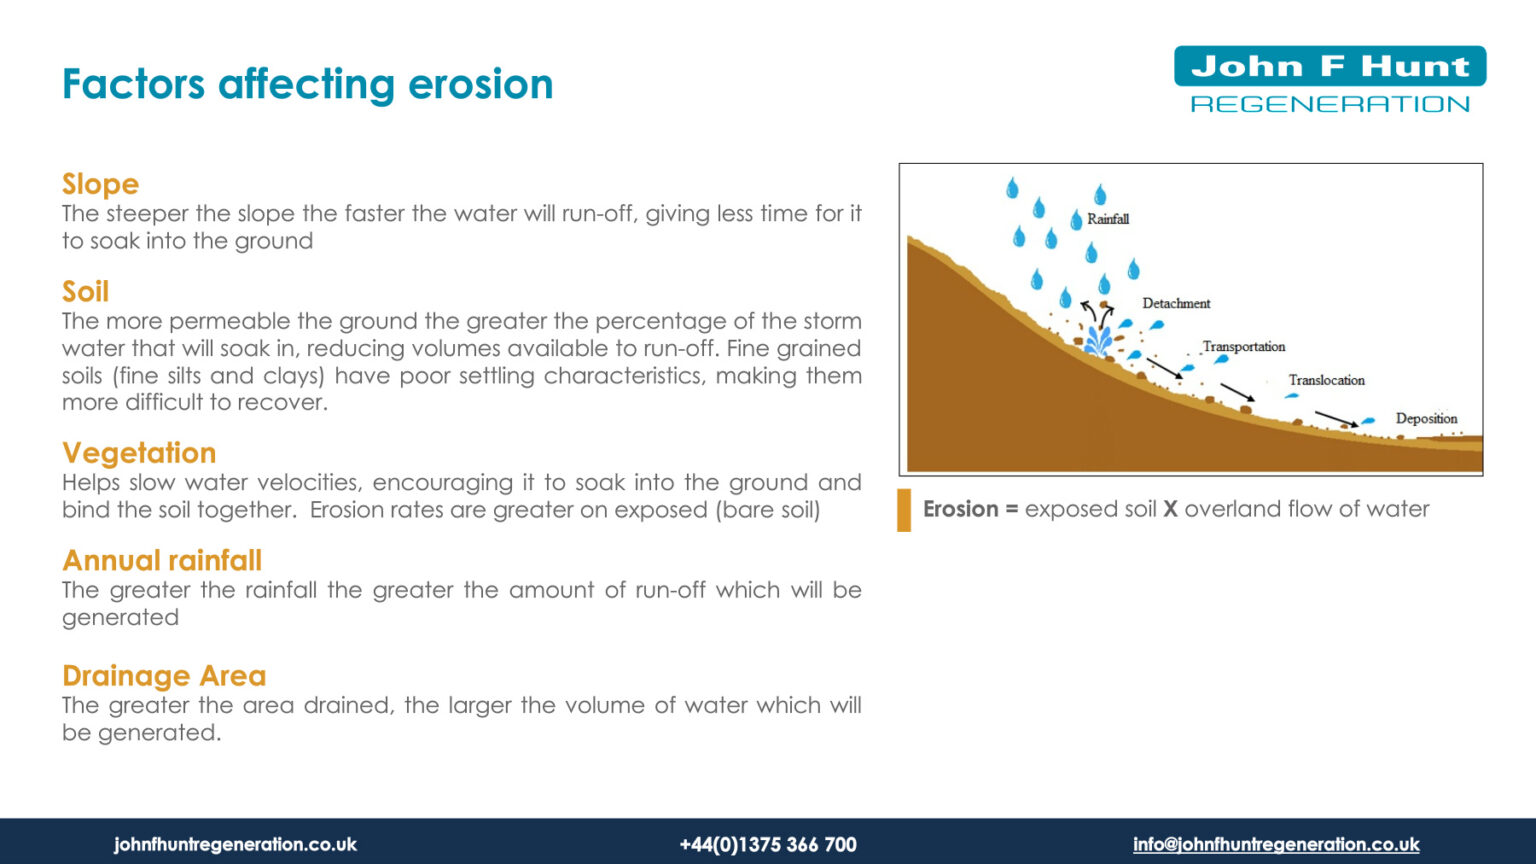 Factors affecting erosion
John F Hunt
REGENERATION
Slope
The steeper the slope the faster the water will run-off, giving less time for it
to soak into the ground
Soil
The more permeable the ground the greater the percentage of the storm
water that will soak in, reducing volumes available to run-off. Fine grained
soils (fine silts and clays) have poor settling characteristics, making them
more difficult to recover.
Vegetation
Helps slow water velocities, encouraging it to soak into the ground and
bind the soil together.  Erosion rates are greater on exposed (bare soil)
Annual rainfall
The greater the rainfall the greater the amount of run-off which will be
generated
Drainage Area
The greater the area drained, the larger the volume of water which will
be generated.
Rainfall
Detachment
Transportation
Translocation
Deposition
Erosion = exposed soil X overland flow of water
johnfhuntregeneration.co.uk
+44(0)1375 366 700
info@johnfhuntregeneration.co.uk